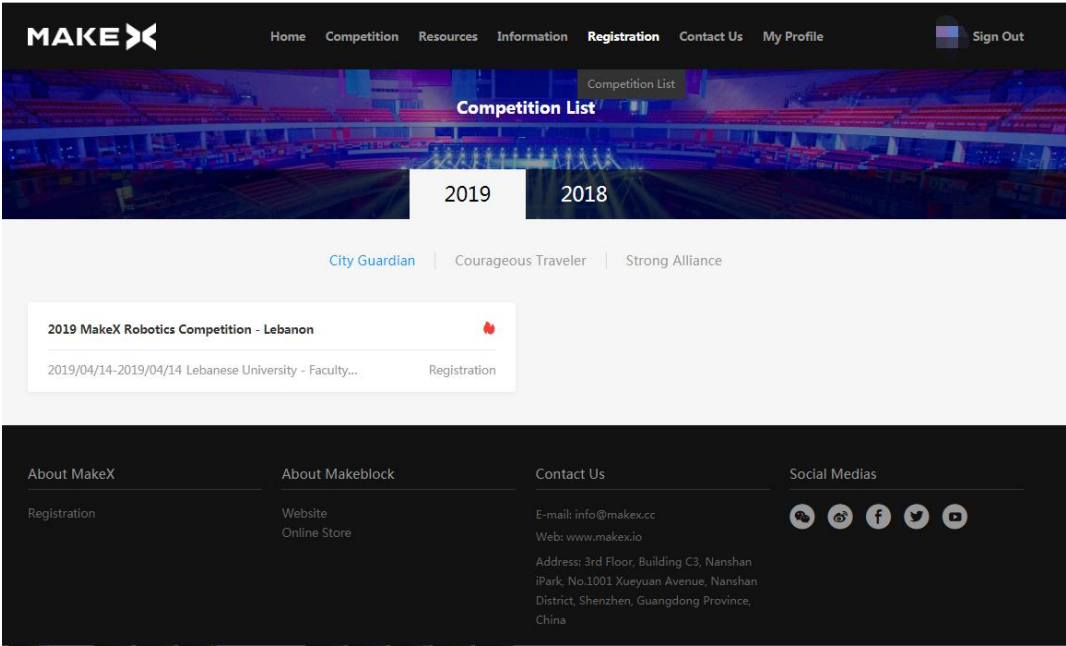 MAKEX
Home Competition Resources Information Registration Contact Us My Profile Sign Out
Competition List
Competition List
2019 2018
City Guardian Courageous Traveler Strong Alliance
2019 MakeX Robotics Competition - Lebanon
2019/04/14-2019/04/14 Lebanese University - Faculty... Registration
About MakeX
Registration
About Makeblock
Website
Online Store
Contact Us
E-mail: info@makex.cc
Web: www.makex.io
Address: 3rd Floor, Building C3, Nanshan
iPark, No.1001 Xueyuan Avenue, Nanshan
District, Shenzhen, Guangdong Province,
China
Social Medias